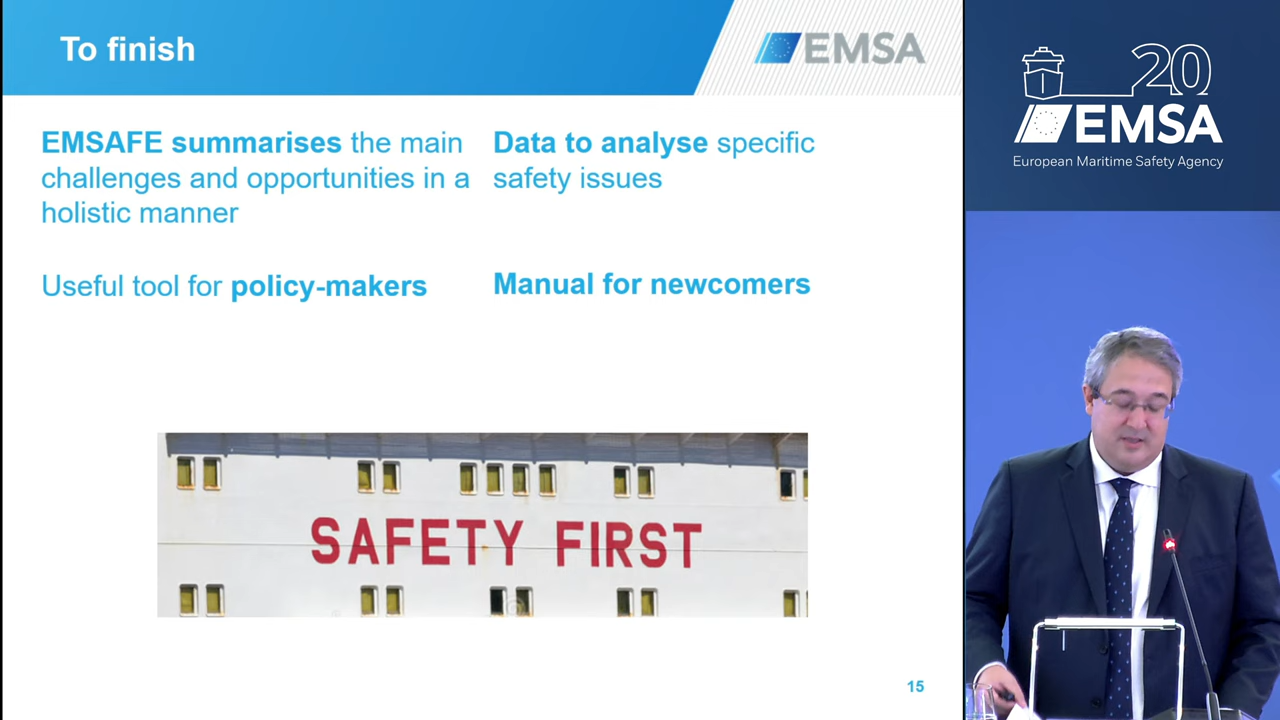 To finish
EMSA
EMSAFE summarises the main
challenges and opportunities in a
holistic manner
Data to analyse specific
safety issues
Useful tool for policy-makers
Manual for newcomers
SAFETY FIRST
15
20
EMSA
European Maritime Safety Agency